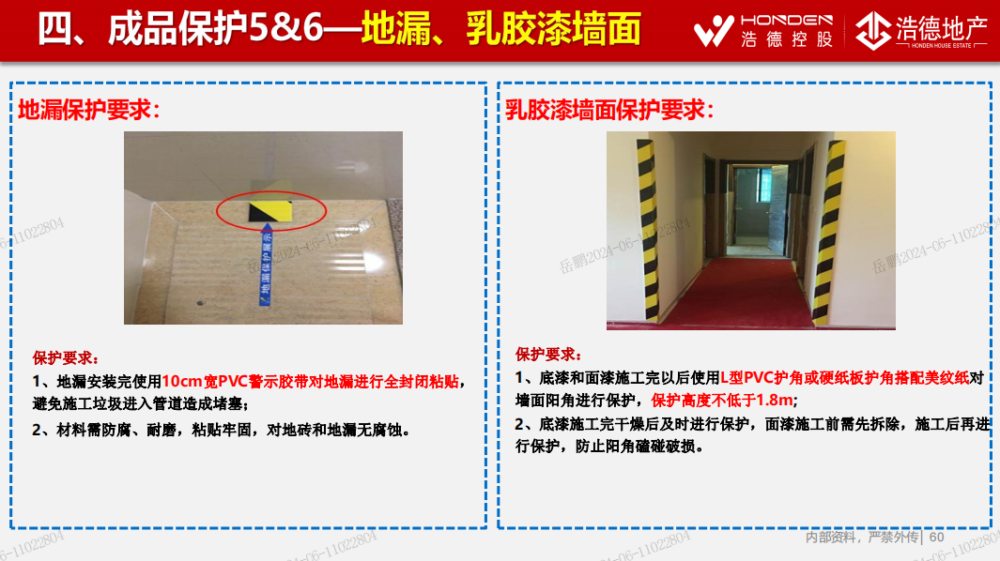 四、成品保护5&6—地漏、乳胶漆墙面
HONDEN
浩德控股
浩德地产
HONDEN HOUSE ESTATE
地漏保护要求：
地漏保护展示
保护要求：
1、地漏安装完使用10cm宽PVC警示胶带对地漏进行全封闭粘贴，
避免施工垃圾进入管道造成堵塞；
2、材料需防腐、耐磨，粘贴牢固，对地砖和地漏无腐蚀。
乳胶漆墙面保护要求：
保护要求：
1、底漆和面漆施工完以后使用L型PVC护角或硬纸板护角搭配美纹纸对
墙面阳角进行保护，保护高度不低于1.8m；
2、底漆施工完干燥后及时进行保护，面漆施工前需先拆除，施工后再进
行保护，防止阳角磕碰破损。
岳鹏2024-06-11022804
内部资料，严禁外传| 60